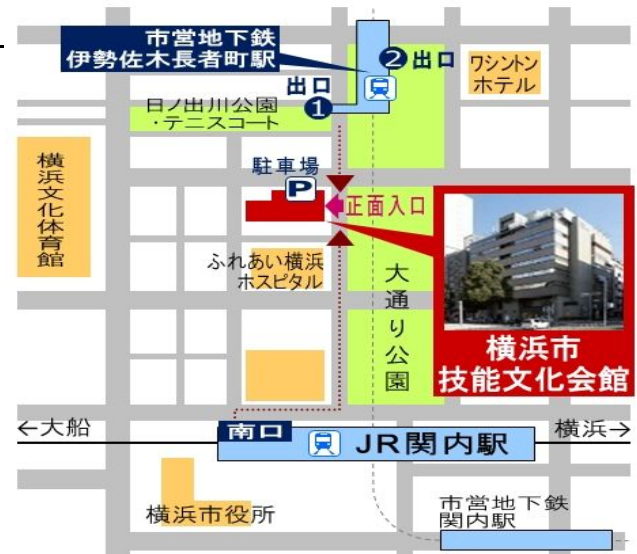 市営地下鉄
伊勢佐木長者町駅
❷出口
ワシントン
ホテル
出口
❶
日ノ出川公園
・テニスコート
駐車場
P
正面入口
横浜文化体育館
ふれあい横浜
ホスピタル
大通り公園
横浜市
技能文化会館
←大船
南口
JR関内駅
横浜→
横浜市役所
市営地下鉄
関内駅